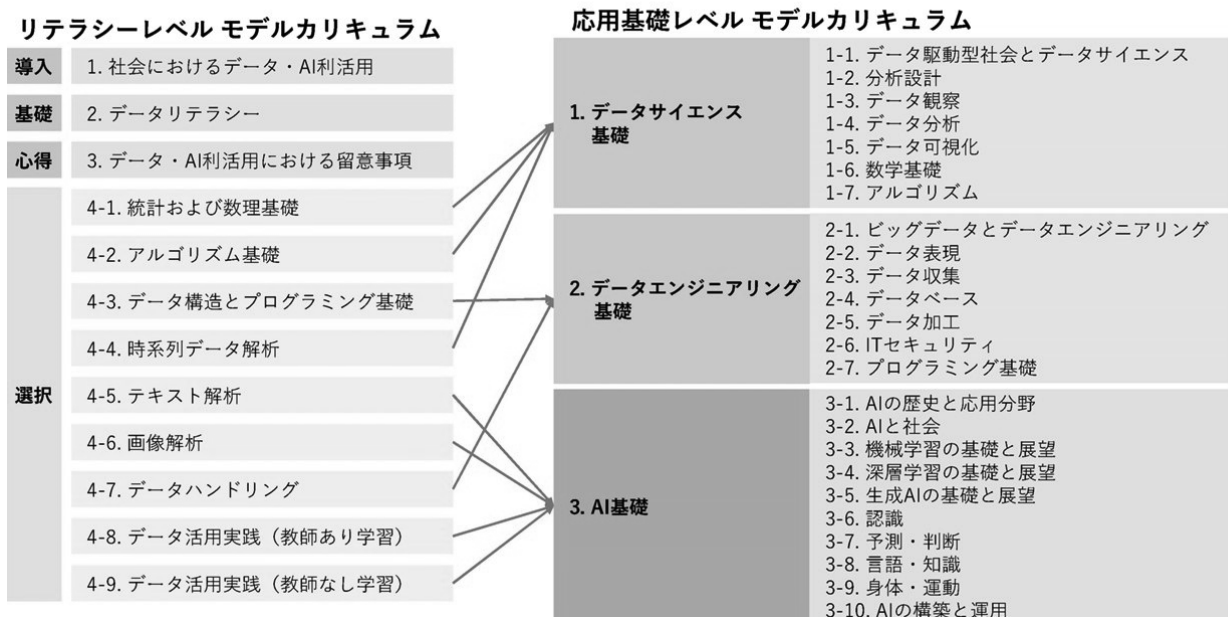 リテラシーレベル モデルカリキュラム
導入
1. 社会におけるデータ・AI利活用
基礎
2. データリテラシー
心得
3. データ・AI利活用における留意事項
選択
4-1. 統計および数理基礎
4-2. アルゴリズム基礎
4-3. データ構造とプログラミング基礎
4-4. 時系列データ解析
4-5. テキスト解析
4-6. 画像解析
4-7. データハンドリング
4-8. データ活用実践（教師あり学習）
4-9. データ活用実践（教師なし学習）
応用基礎レベル モデルカリキュラム
1. データサイエンス
基礎
1-1. データ駆動型社会とデータサイエンス
1-2. 分析設計
1-3. データ観察
1-4. データ分析
1-5. データ可視化
1-6. 数学基礎
1-7. アルゴリズム
2. データエンジニアリング
基礎
2-1. ビッグデータとデータエンジニアリング
2-2. データ表現
2-3. データ収集
2-4. データベース
2-5. データ加工
2-6. ITセキュリティ
2-7. プログラミング基礎
3. AI基礎
3-1. AIの歴史と応用分野
3-2. AIと社会
3-3. 機械学習の基礎と展望
3-4. 深層学習の基礎と展望
3-5. 生成AIの基礎と展望
3-6. 認識
3-7. 予測・判断
3-8. 言語・知識
3-9. 身体・運動
3-10. AIの構築と運用